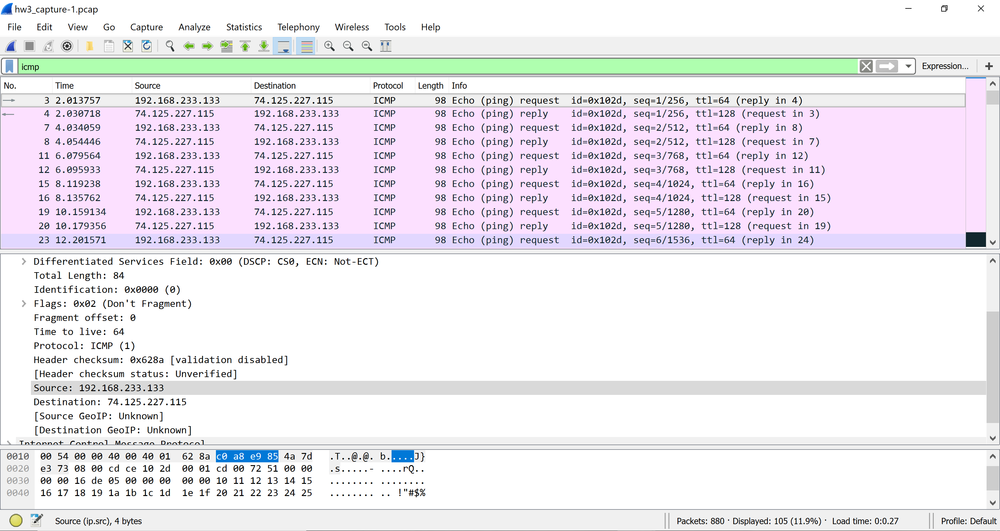 hw3_capture-1.pcap
File Edit View Go Capture Analyze Statistics Telephony Wireless Tools Help
icmp Expression... +
No. Time Source Destination Protocol Length Info
3 2.013757 192.168.233.133 74.125.227.115 ICMP 98 Echo (ping) request id=0x102d, seq=1/256, ttl=64 (reply in 4)
4 2.030718 74.125.227.115 192.168.233.133 ICMP 98 Echo (ping) reply id=0x102d, seq=1/256, ttl=128 (request in 3)
7 4.034059 192.168.233.133 74.125.227.115 ICMP 98 Echo (ping) request id=0x102d, seq=2/512, ttl=64 (reply in 8)
8 4.054446 74.125.227.115 192.168.233.133 ICMP 98 Echo (ping) reply id=0x102d, seq=2/512, ttl=128 (request in 7)
11 6.079564 192.168.233.133 74.125.227.115 ICMP 98 Echo (ping) request id=0x102d, seq=3/768, ttl=64 (reply in 12)
12 6.095933 74.125.227.115 192.168.233.133 ICMP 98 Echo (ping) reply id=0x102d, seq=3/768, ttl=128 (request in 11)
15 8.119238 192.168.233.133 74.125.227.115 ICMP 98 Echo (ping) request id=0x102d, seq=4/1024, ttl=64 (reply in 16)
16 8.135762 74.125.227.115 192.168.233.133 ICMP 98 Echo (ping) reply id=0x102d, seq=4/1024, ttl=128 (request in 15)
19 10.159134 192.168.233.133 74.125.227.115 ICMP 98 Echo (ping) request id=0x102d, seq=5/1280, ttl=64 (reply in 20)
20 10.179356 74.125.227.115 192.168.233.133 ICMP 98 Echo (ping) reply id=0x102d, seq=5/1280, ttl=128 (request in 19)
23 12.201571 192.168.233.133 74.125.227.115 ICMP 98 Echo (ping) request id=0x102d, seq=6/1536, ttl=64 (reply in 24)
Differentiated Services Field: 0x00 (DSCP: CS0, ECN: Not-ECT)
Total Length: 84
Identification: 0x0000 (0)
Flags: 0x02 (Don't Fragment)
Fragment offset: 0
Time to live: 64
Protocol: ICMP (1)
Header checksum: 0x628a [validation disabled]
[Header checksum status: Unverified]
Source: 192.168.233.133
Destination: 74.125.227.115
[Source GeoIP: Unknown]
[Destination GeoIP: Unknown]
Internet Control Message Protocol
0010 00 54 00 00 40 00 40 01 62 8a c0 a8 e9 85 4a 7d .T..@.@. b.....J}
0020 e3 73 08 00 cd ce 10 2d 00 01 cd 00 72 51 00 00 .s.....- ....rQ..
0030 00 00 16 de 05 00 00 00 00 00 10 11 12 13 14 15 ........ ........
0040 16 17 18 19 1a 1b 1c 1d 1e 1f 20 21 22 23 24 25 ........ .. !"#$%
Source (ip.src), 4 bytes Packets: 880 · Displayed: 105 (11.9%) · Load time: 0:0.27 Profile: Default